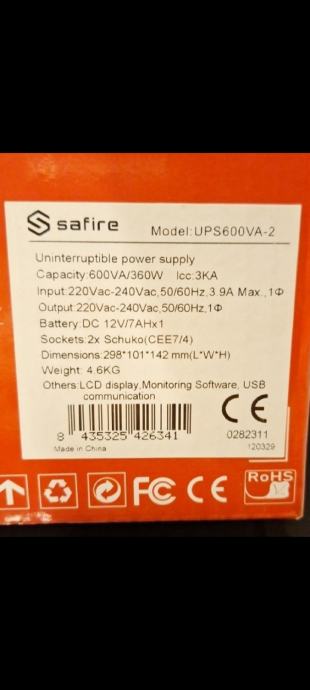 safire
Model:UPS600VA-2
Uninterruptible power supply
Capacity:600VA/360W Icc:3KA
Input:220Vac-240Vac,50/60Hz,3.9A Max.,1Φ
Output:220Vac-240Vac,50/60Hz,1Φ
Battery:DC 12V/7AHx1
Sockets:2x Schuko(CEE7/4)
Dimensions:298*101*142 mm(L*W*H)
Weight: 4.6KG
Others:LCD display,Monitoring Software, USB
communication
CE
8 435325 426341
0282311
Made in China
120329
FC CE RoHS